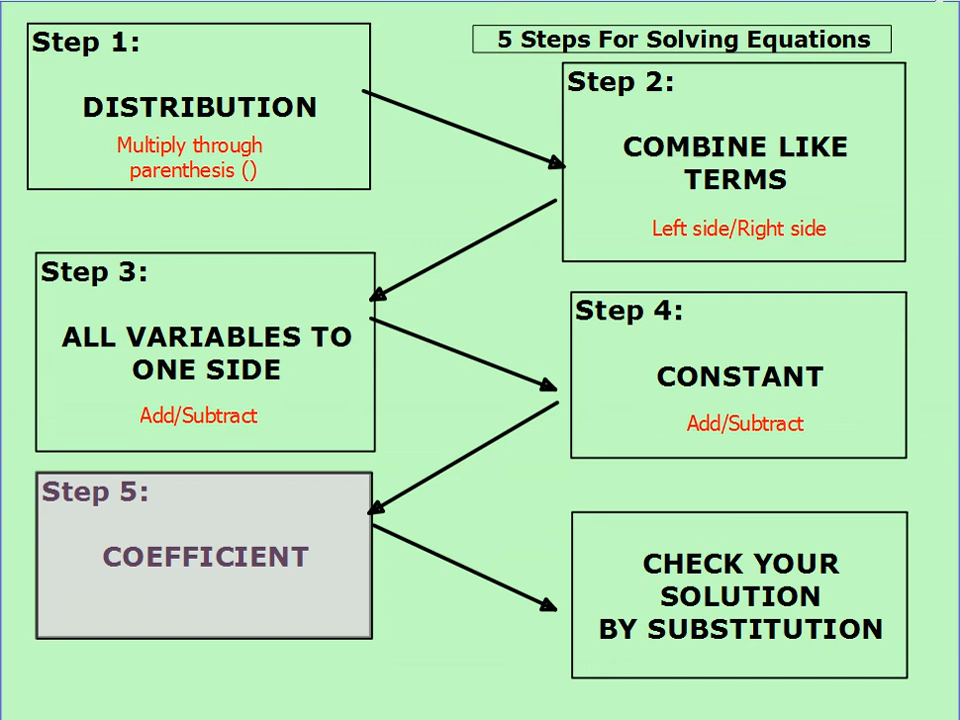 5 Steps For Solving Equations
Step 1:
DISTRIBUTION
Multiply through
parenthesis ()
Step 2:
COMBINE LIKE
TERMS
Left side/Right side
Step 3:
ALL VARIABLES TO
ONE SIDE
Add/Subtract
Step 4:
CONSTANT
Add/Subtract
Step 5:
COEFFICIENT
CHECK YOUR
SOLUTION
BY SUBSTITUTION